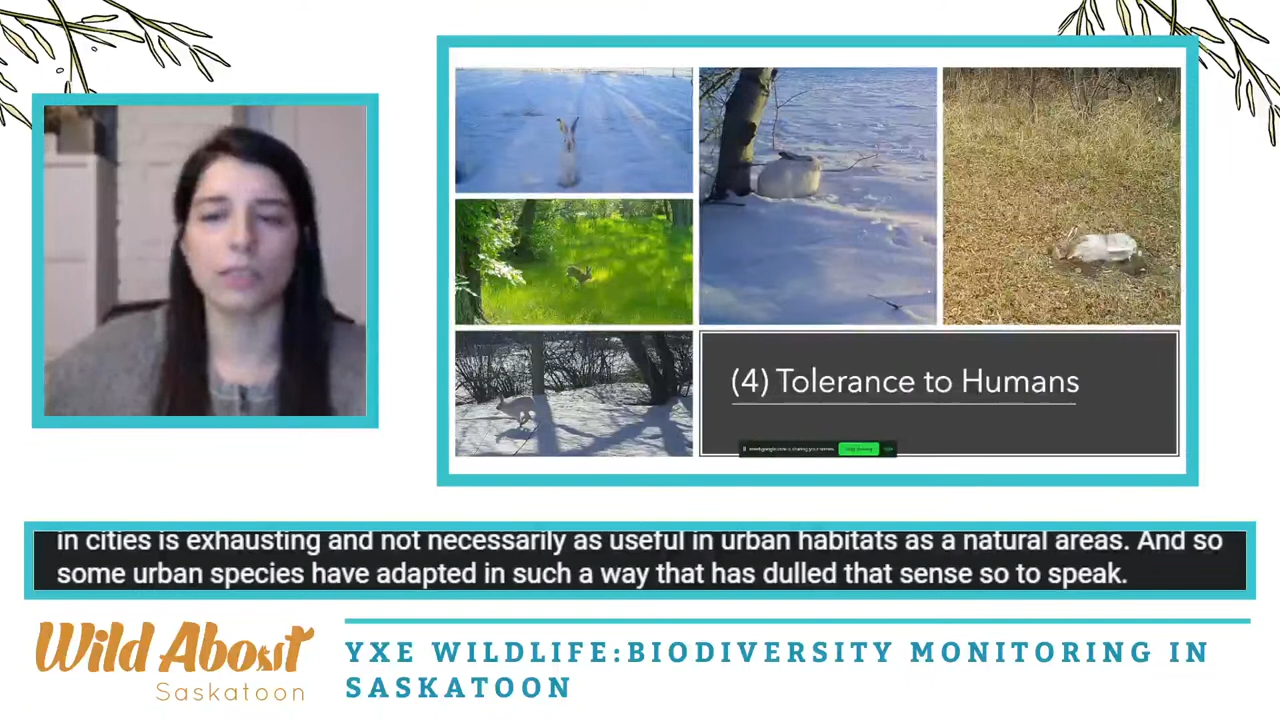 (4) Tolerance to Humans
in cities is exhausting and not necessarily as useful in urban habitats as a natural areas. And so
some urban species have adapted in such a way that has dulled that sense so to speak.
Wild About
Saskatoon
YXE WILDLIFE:BIODIVERSITY MONITORING IN
SASKATOON